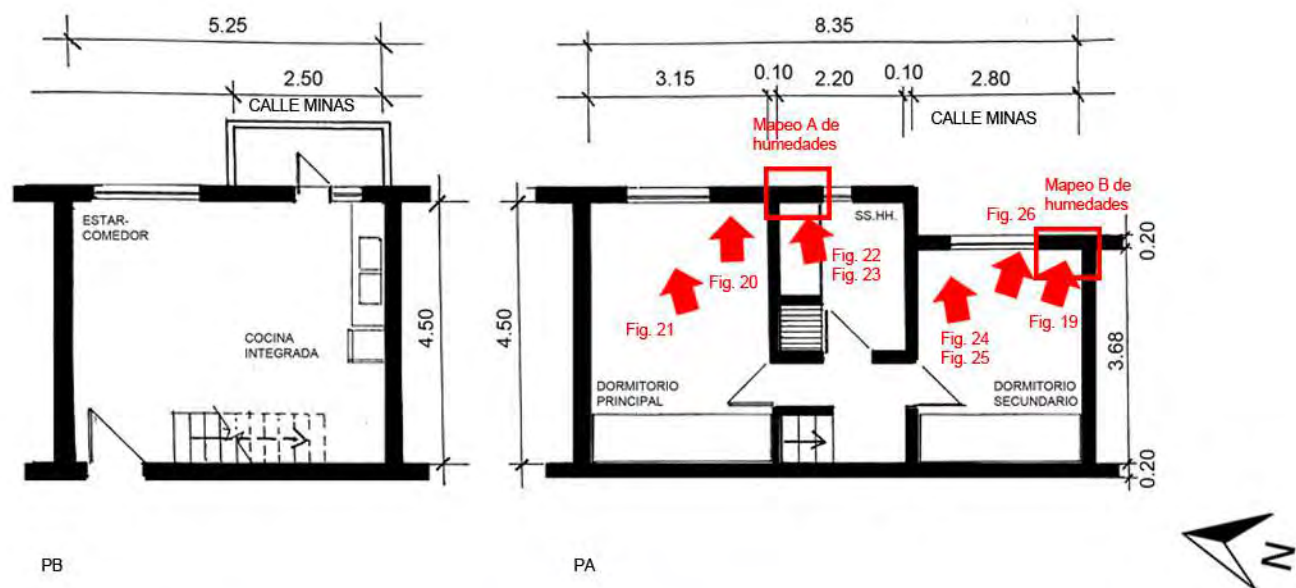 5.25
2.50
CALLE MINAS
ESTAR-
COMEDOR
COCINA
INTEGRADA
4.50
PB
8.35
3.15
0.10
2.20
0.10
2.80
CALLE MINAS
Mapeo A de
humedades
Mapeo B de
humedades
SS.HH.
Fig. 26
Fig. 20
Fig. 22
Fig. 23
Fig. 21
Fig. 24
Fig. 25
Fig. 19
DORMITORIO
PRINCIPAL
DORMITORIO
SECUNDARIO
4.50
0.20
3.68
0.20
PA
N